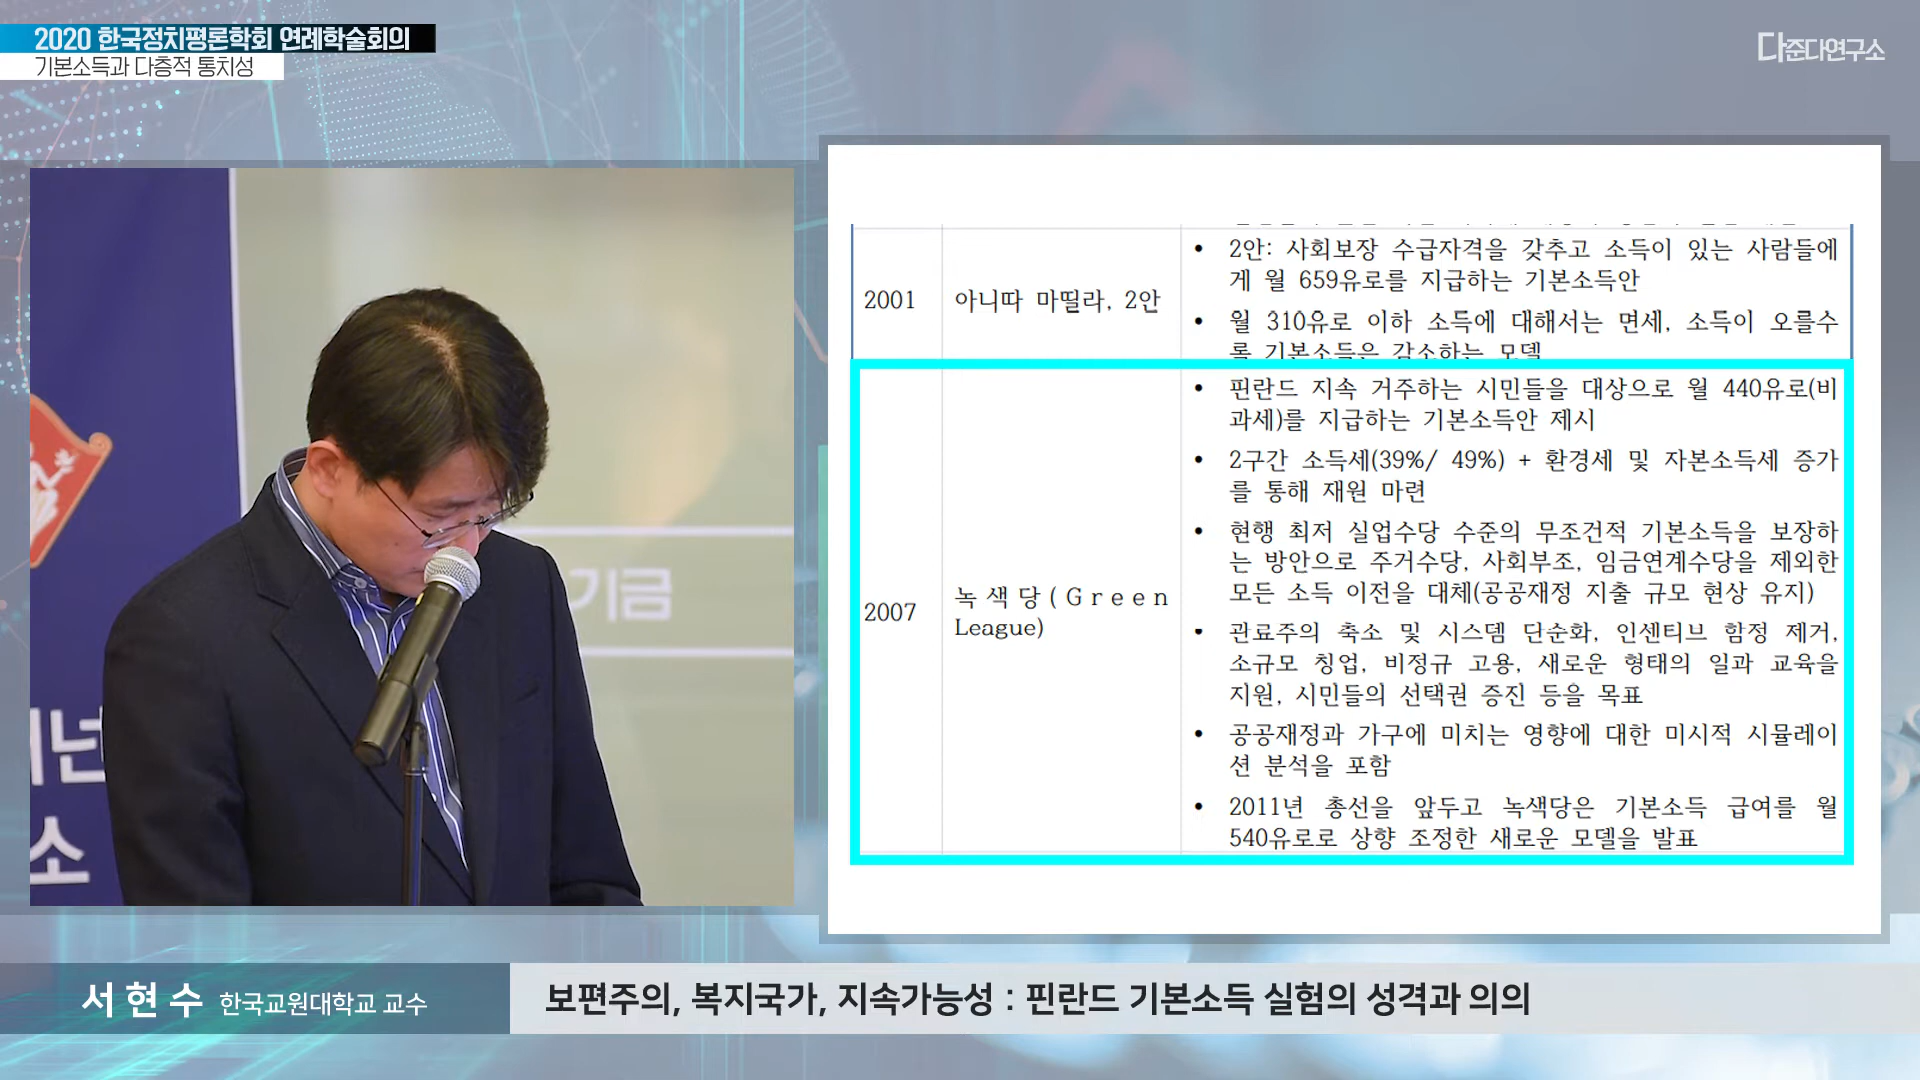 2020 한국정치평론학회 연례학술회의
기본소득과 다층적 통치성
다준다연구소
2안: 사회보장 수급자격을 갖추고 소득이 있는 사람들에
게 월 659유로를 지급하는 기본소득안
2001
아니따 마띨라, 2안
• 월 310유로 이하 소득에 대해서는 면세, 소득이 오를수
록 기본소득은 감소하는 모델
• 핀란드 지속 거주하는 시민들을 대상으로 월 440유로(비
과세)를 지급하는 기본소득안 제시
• 2구간 소득세(39%/ 49%) + 환경세 및 자본소득세 증가
를 통해 재원 마련
• 현행 최저 실업수당 수준의 무조건적 기본소득을 보장하
는 방안으로 주거수당, 사회부조, 임금연계수당을 제외한
모든 소득 이전을 대체(공공재정 지출 규모 현상 유지)
2007
녹색당(Green
League)
• 관료주의 축소 및 시스템 단순화, 인센티브 함정 제거,
소규모 창업, 비정규 고용, 새로운 형태의 일과 교육을
지원, 시민들의 선택권 증진 등을 목표
• 공공재정과 가구에 미치는 영향에 대한 미시적 시뮬레이
션 분석을 포함
• 2011년 총선을 앞두고 녹색당은 기본소득 급여를 월
540유로로 상향 조정한 새로운 모델을 발표
기금
넌
소
서현수 한국교원대학교 교수
보편주의, 복지국가, 지속가능성 : 핀란드 기본소득 실험의 성격과 의의